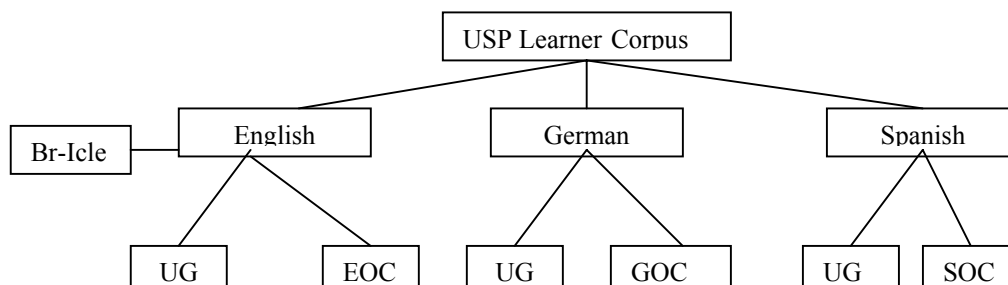 USP Learner Corpus
English
German
Spanish
Br-Icle
UG
EOC
UG
GOC
UG
SOC